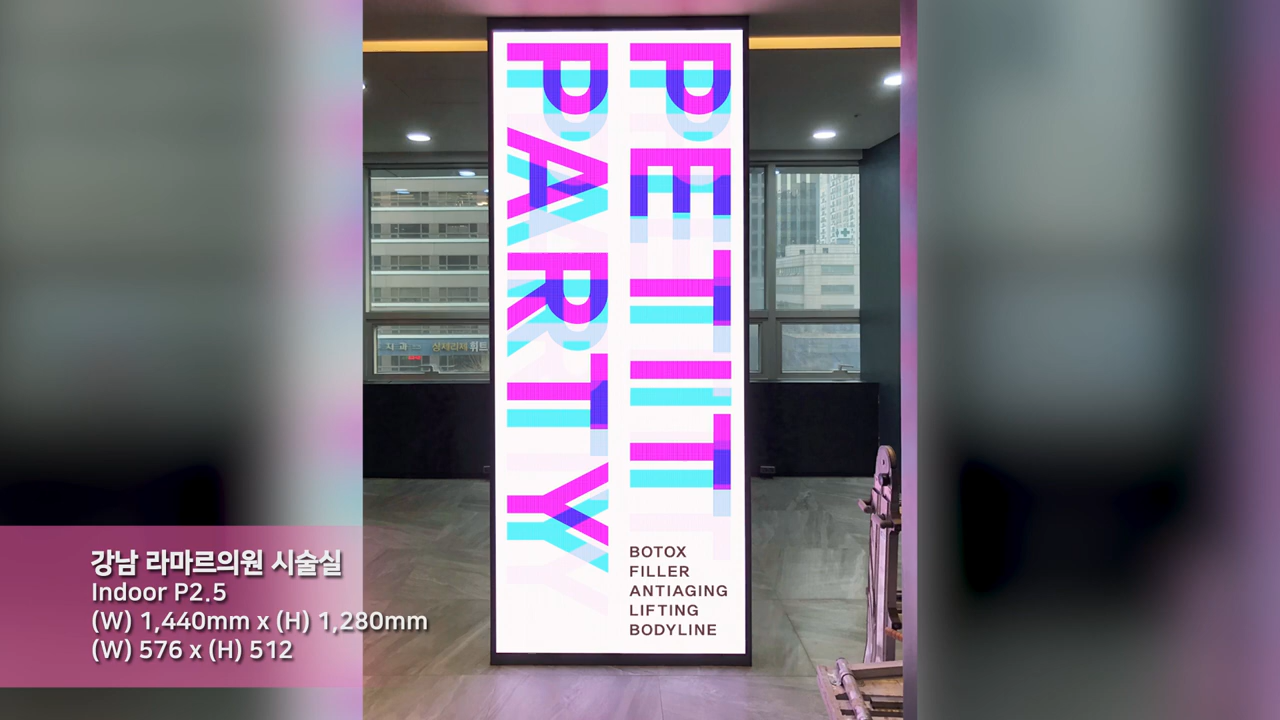 PETIIT
PARTY
BOTOX
FILLER
ANTIAGING
LIFTING
BODYLINE
강남 라마르의원 시술실
Indoor P2.5
(W) 1,440mm x (H) 1,280mm
(W) 576 x (H) 512